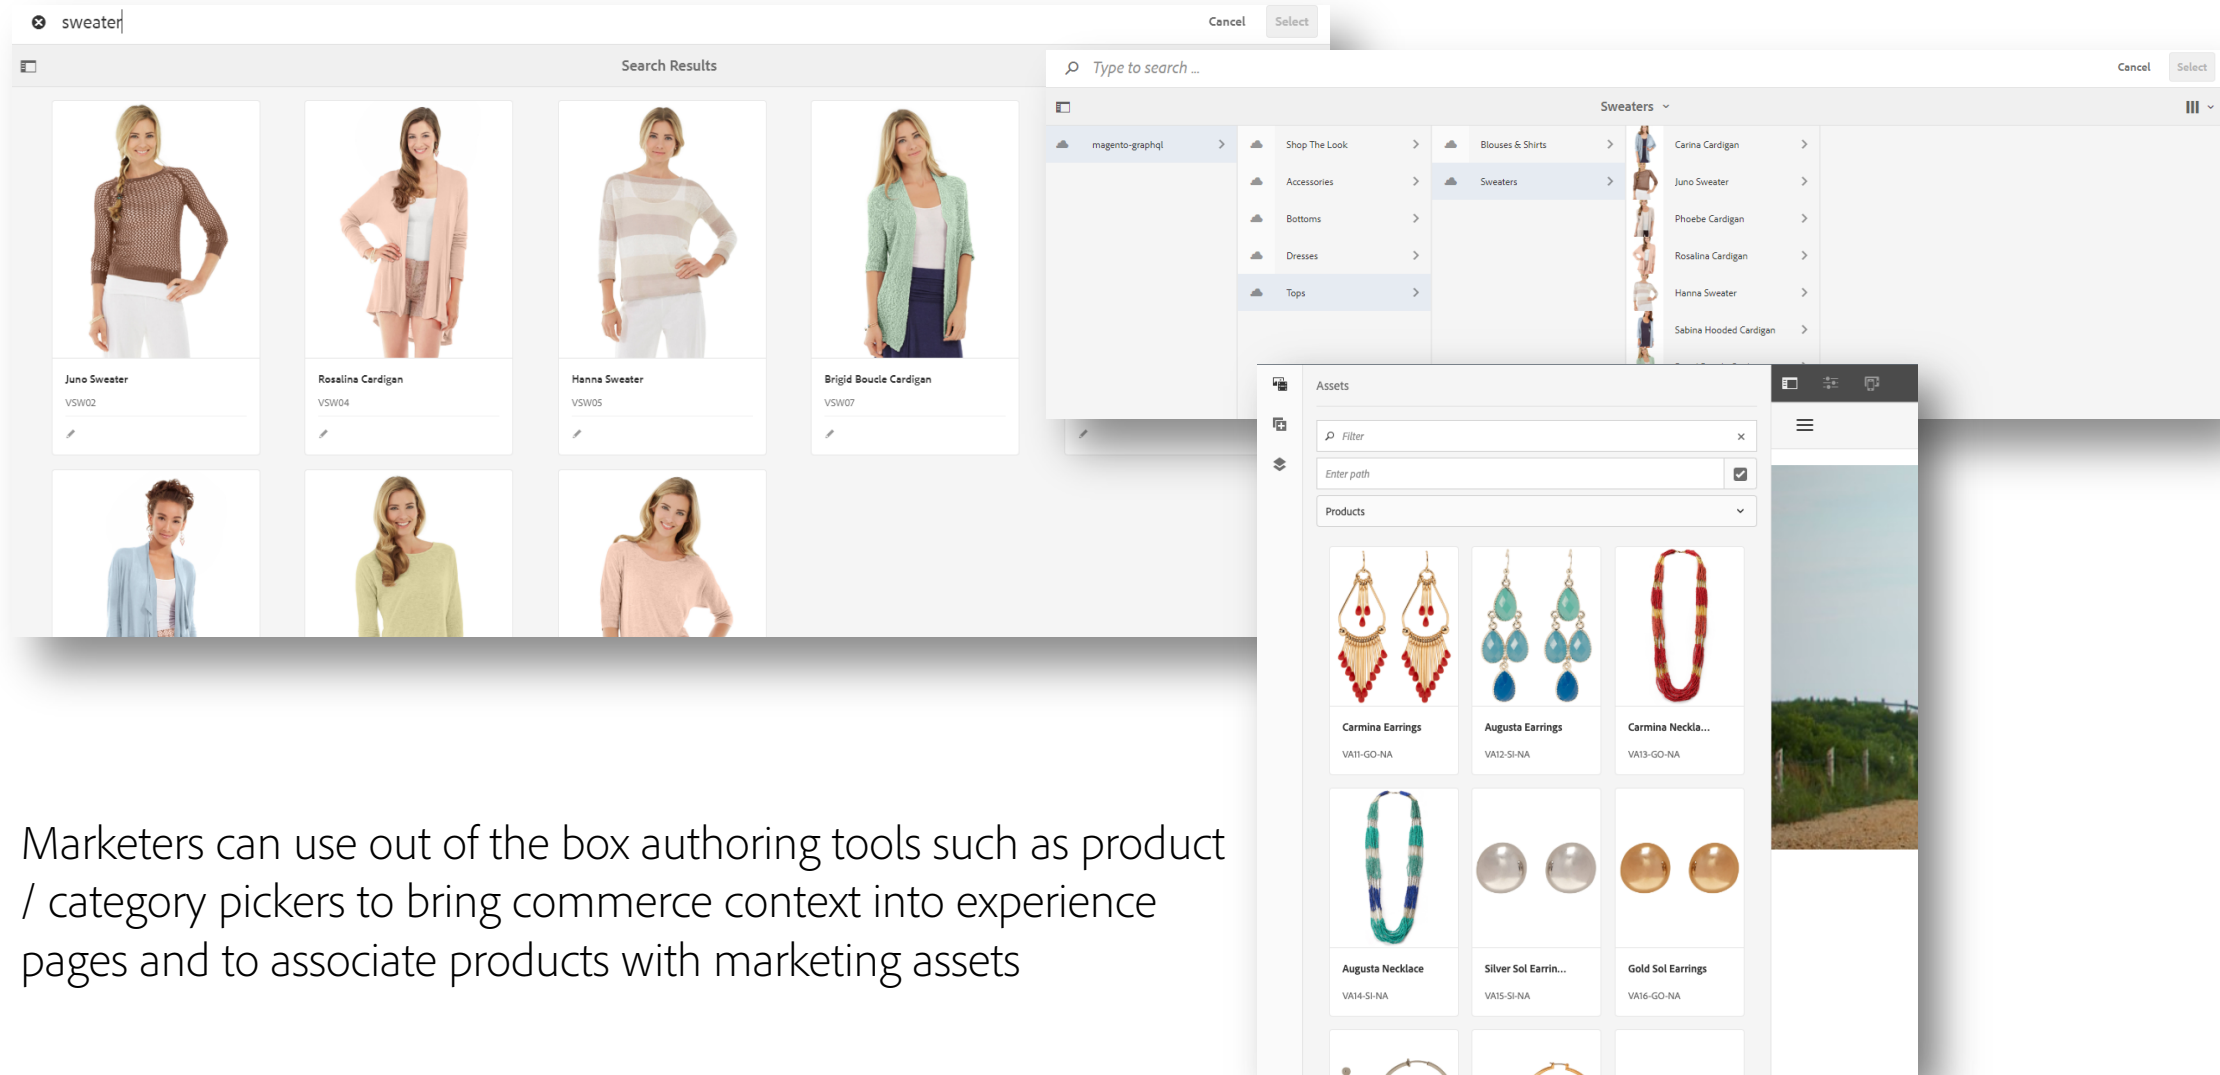 sweater
Cancel
Select
Search Results
Juno Sweater
VSW02
Rosalina Cardigan
VSW04
Hanna Sweater
VSW05
Brigid Boucle Cardigan
VSW07
Type to search ...
Cancel
Select
Sweaters
magento-graphql
Shop The Look
Accessories
Bottoms
Dresses
Tops
Blouses & Shirts
Sweaters
Carina Cardigan
Juno Sweater
Phoebe Cardigan
Rosalina Cardigan
Hanna Sweater
Sabina Hooded Cardigan
Assets
Filter
Enter path
Products
Carmina Earrings
VA11-GO-NA
Augusta Earrings
VA12-SI-NA
Carmina Neckla...
VA13-GO-NA
Augusta Necklace
VA14-SI-NA
Silver Sol Earrin...
VA15-SI-NA
Gold Sol Earrings
VA16-GO-NA
Marketers can use out of the box authoring tools such as product
/ category pickers to bring commerce context into experience
pages and to associate products with marketing assets